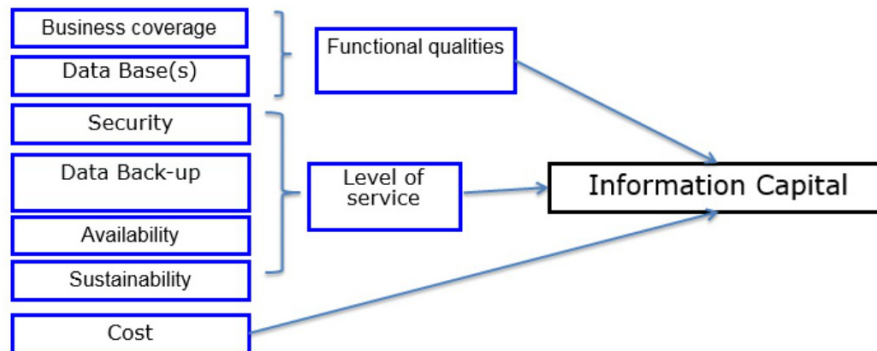 Business coverage
Data Base(s)
Security
Data Back-up
Availability
Sustainability
Cost
Functional qualities
Level of
service
Information Capital